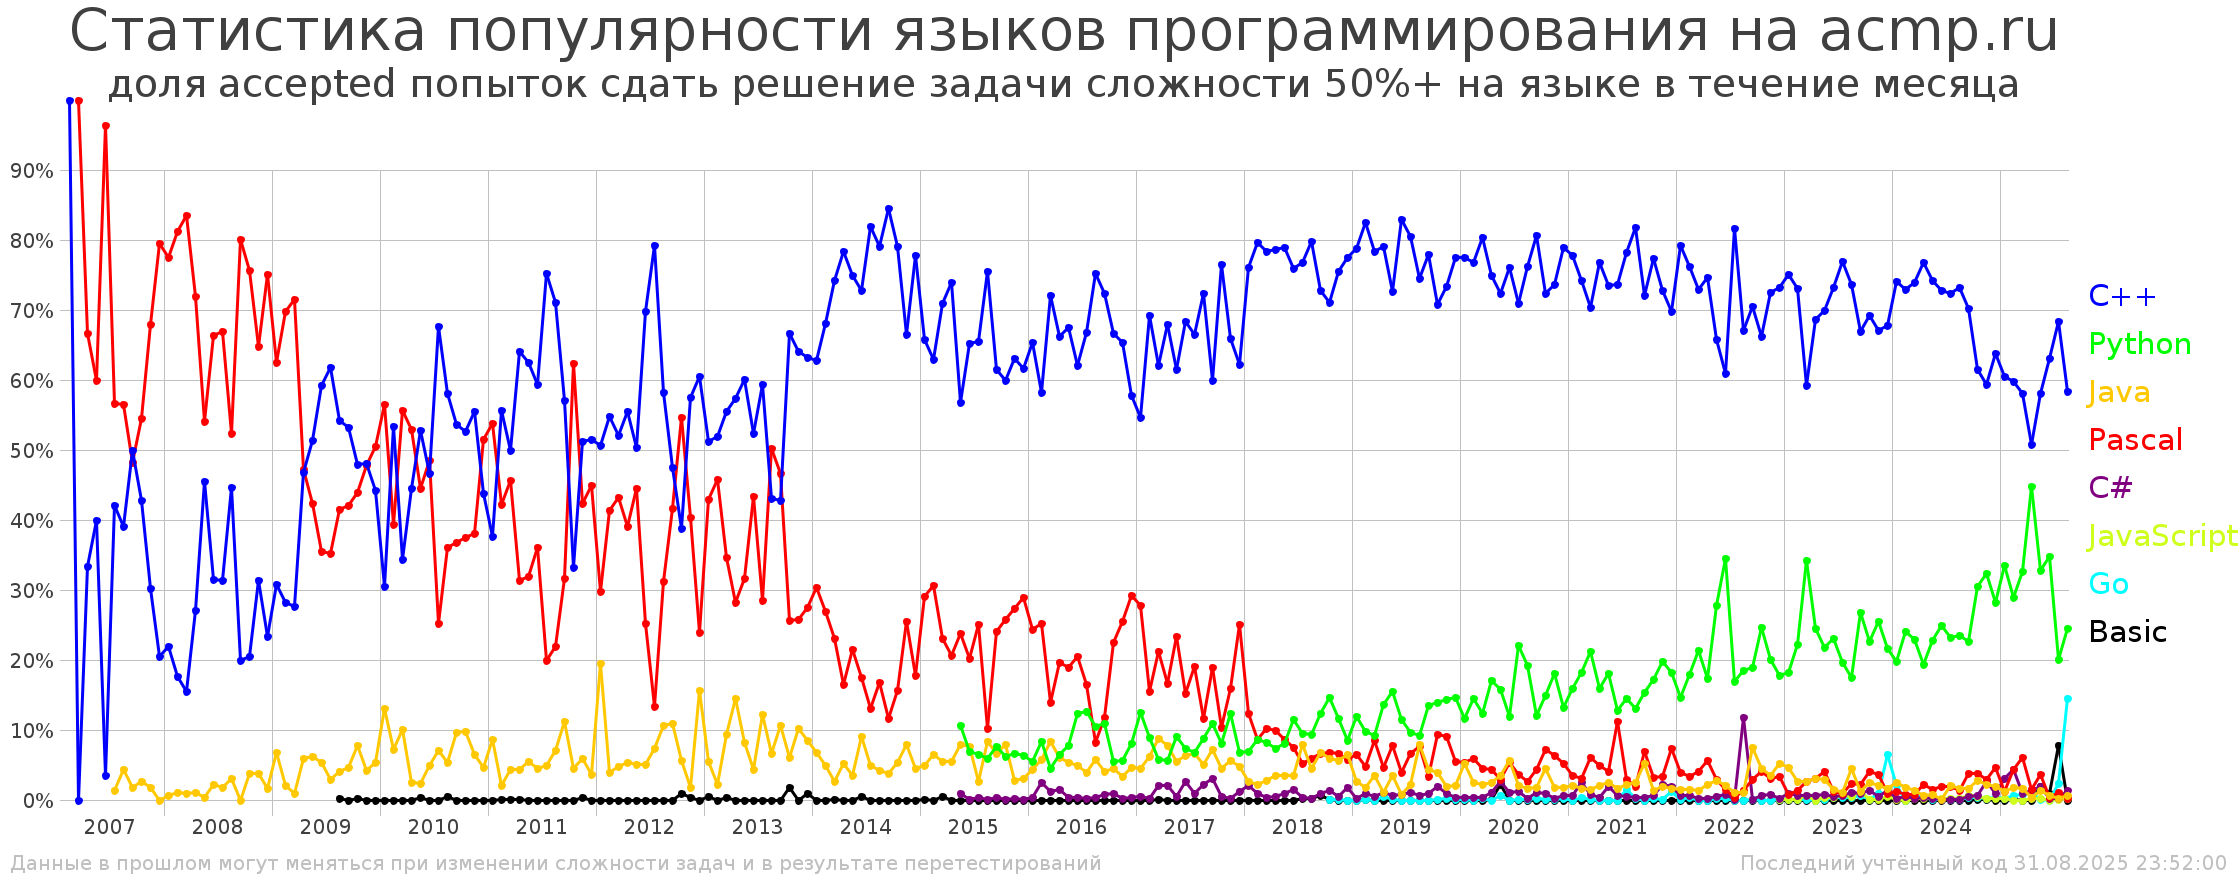 Статистика популярности языков программирования на acmp.ru
доля accepted попыток сдать решение задачи сложности 50%+ на языке в течение месяца
90%
80%
70%
60%
50%
40%
30%
20%
10%
0%
C++
Python
Java
Pascal
C#
JavaScript
Go
Basic
2007 2008 2009 2010 2011 2012 2013 2014 2015 2016 2017 2018 2019 2020 2021 2022 2023 2024
Данные в прошлом могут меняться при изменении сложности задач и в результате перетестирований
Последний учтённый код 31.08.2025 23:52:00